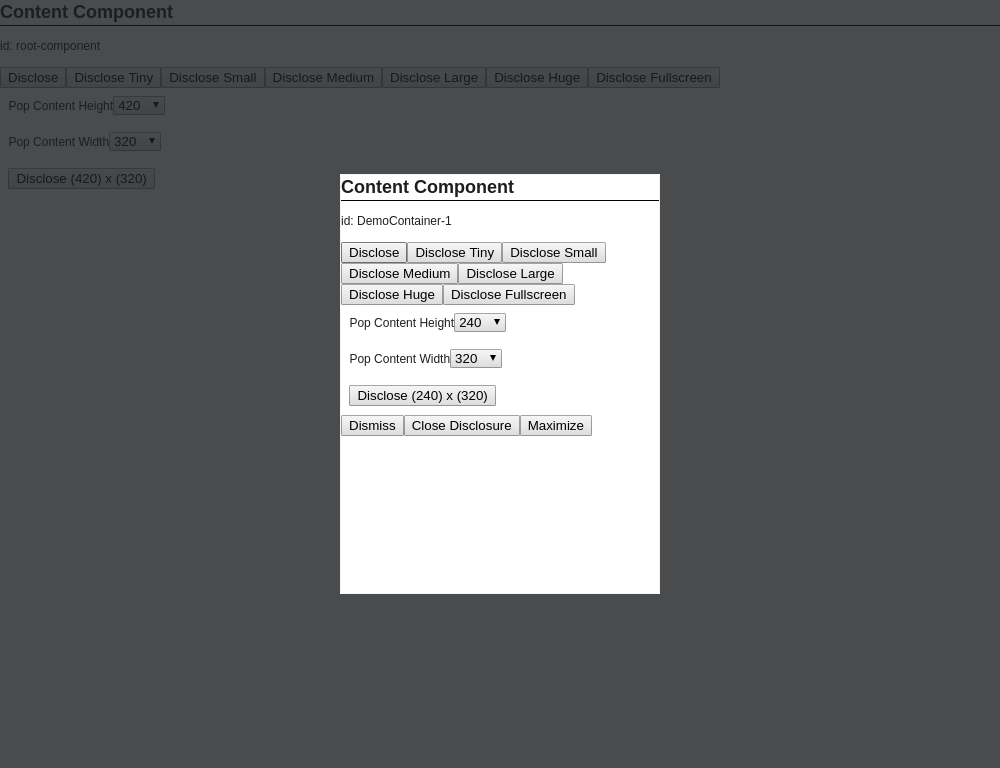 Content Component
id: root-component
Disclose Disclose Tiny Disclose Small Disclose Medium Disclose Large Disclose Huge Disclose Fullscreen
Pop Content Height 420
Pop Content Width 320
Disclose (420) x (320)
Content Component
id: DemoContainer-1
Disclose Disclose Tiny Disclose Small
Disclose Medium Disclose Large
Disclose Huge Disclose Fullscreen
Pop Content Height 240
Pop Content Width 320
Disclose (240) x (320)
Dismiss Close Disclosure Maximize